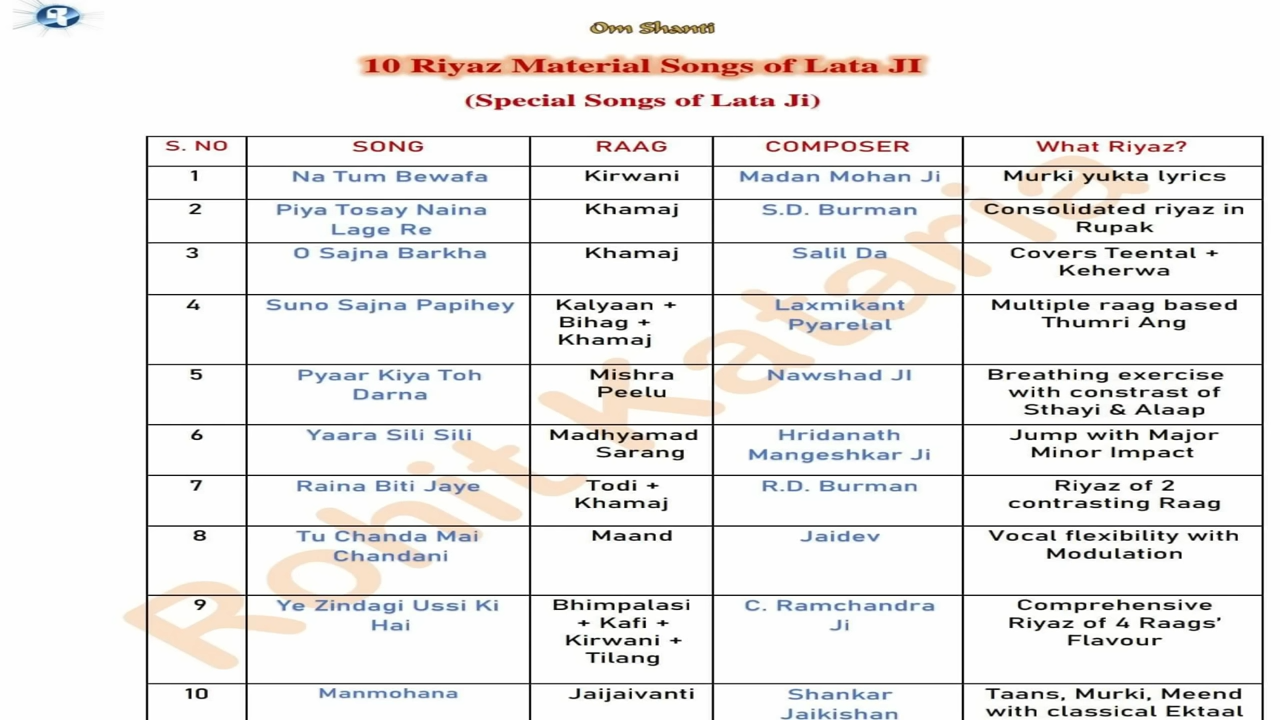 Om Shanti
10 Riyaz Material Songs of Lata JI
(Special Songs of Lata Ji)
S. NO SONG RAAG COMPOSER What Riyaz?
1 Na Tum Bewafa Kirwani Madan Mohan Ji Murki yukta lyrics
2 Piya Tosay Naina Khamaj S.D. Burman Consolidated riyaz in
Lage Re Rupak
3 O Sajna Barkha Khamaj Salil Da Covers Teental +
Keherwa
4 Suno Sajna Papihey Kalyaan + Laxmikant Multiple raag based
Bihag + Pyarelal Thumri Ang
Khamaj
5 Pyaar Kiya Toh Mishra Nawshad JI Breathing exercise
Darna Peelu with constrast of
Sthayi & Alaap
6 Yaara Sili Sili Madhyamad Hridanath Jump with Major
Sarang Mangeshkar Ji Minor Impact
7 Raina Biti Jaye Todi + R.D. Burman Riyaz of 2
Khamaj contrasting Raag
8 Tu Chanda Mai Maand Jaidev Vocal flexibility with
Chandani Modulation
9 Ye Zindagi Ussi Ki Bhimpalasi C. Ramchandra Comprehensive
Hai + Kafi + Ji Riyaz of 4 Raags'
Kirwani + Flavour
Tilang
10 Manmohana Jaijaivanti Shankar Taans, Murki, Meend
Jaikishan with classical Ektaal
Rohit Kataria